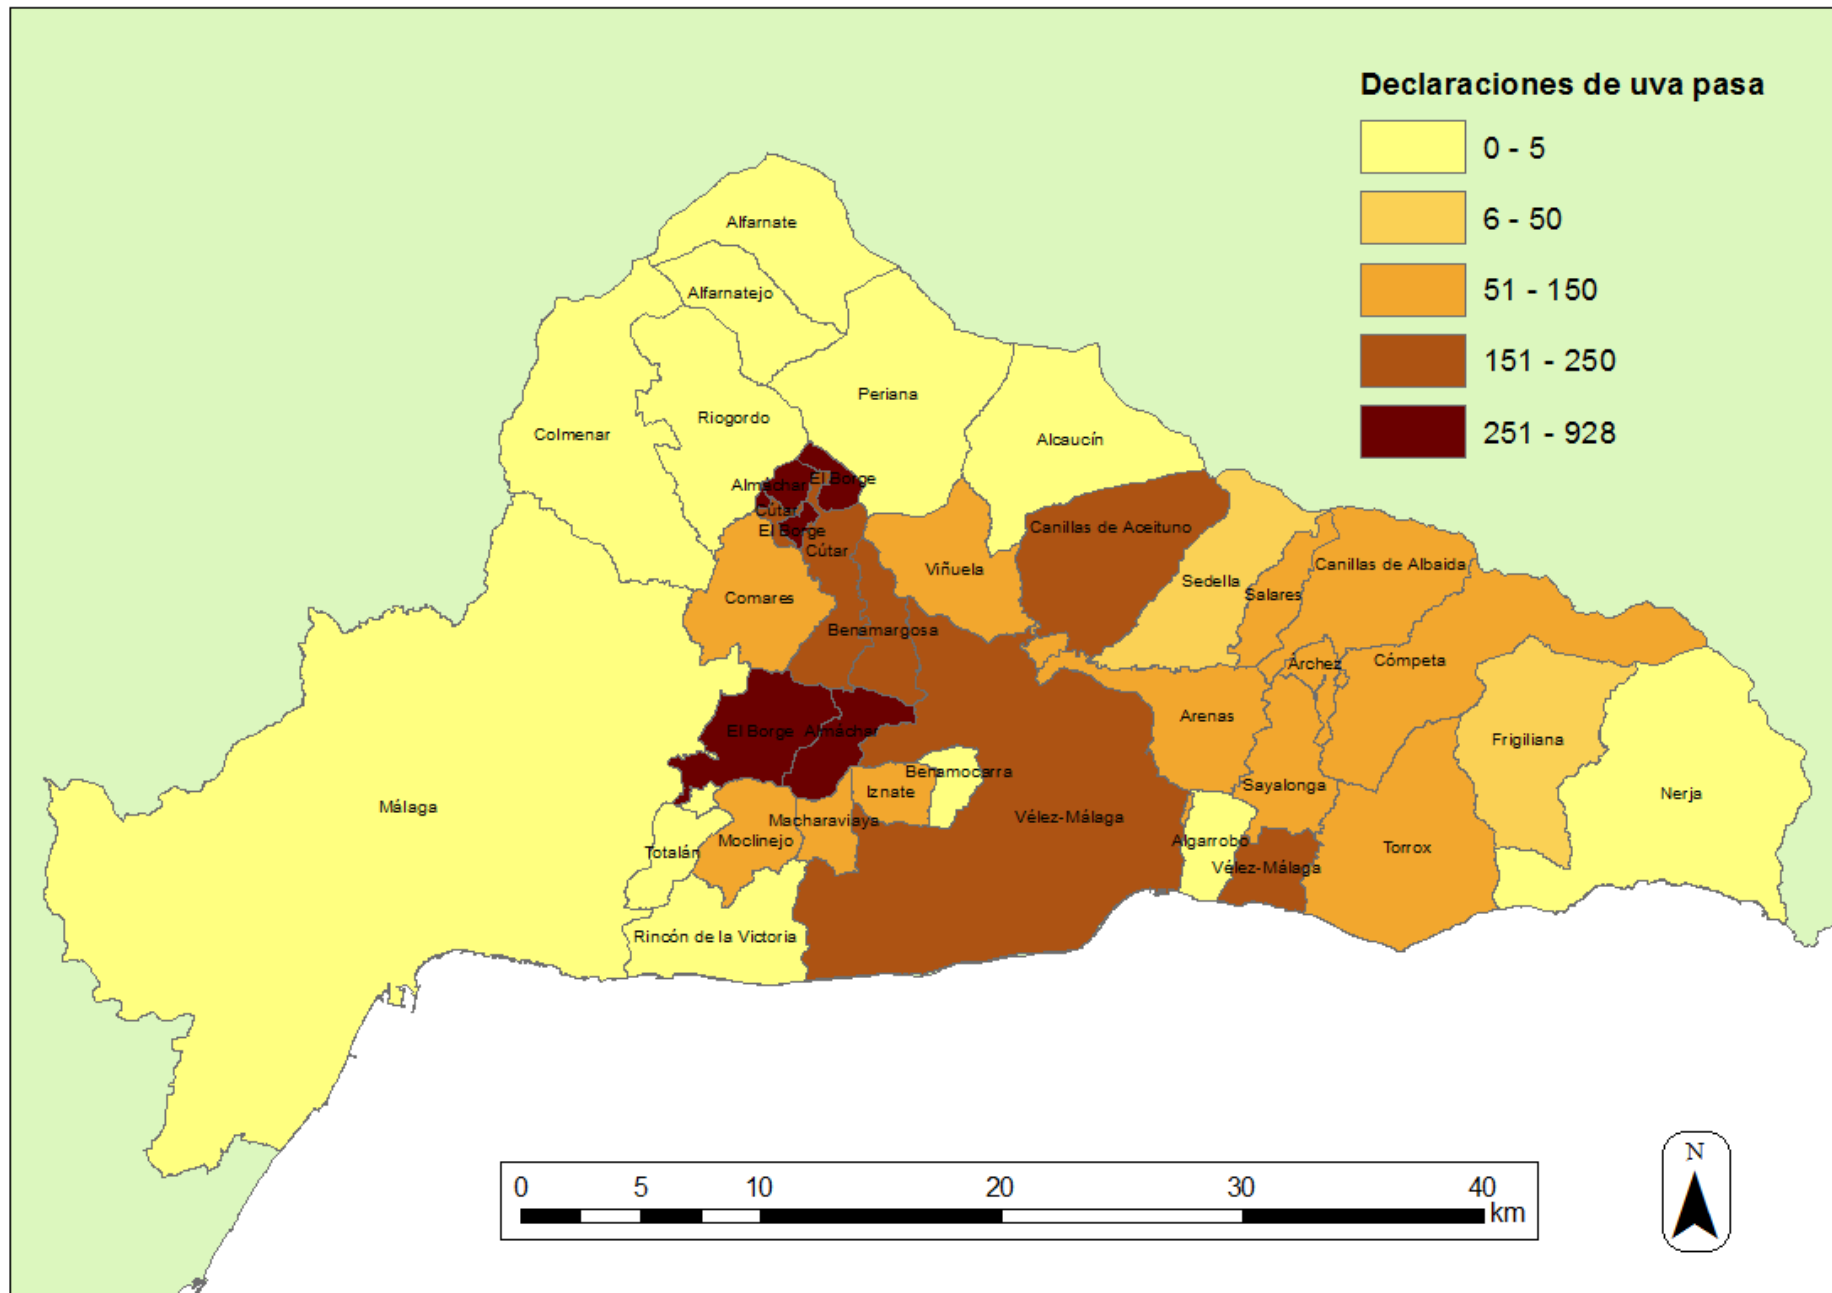 Declaraciones de uva pasa
0 - 5
6 - 50
51 - 150
151 - 250
251 - 928
Alfarnate
Alfarnatejo
Periana
Riogordo
Colmenar
Alcaucín
Almáchar
El Borge
Cútar
El Borge
Cútar
Canillas de Aceituno
Viñuela
Sedella
Canillas de Albaida
Salares
Comares
Benamargosa
Árchez
Cómpeta
El Borge
Almáchar
Arenas
Frigiliana
Benamocarra
Iznate
Sayalonga
Nerja
Málaga
Macharaviaya
Vélez-Málaga
Moclinejo
Totalán
Algarrobo
Vélez-Málaga
Torrox
Rincón de la Victoria
0 5 10 20 30 40
km
N